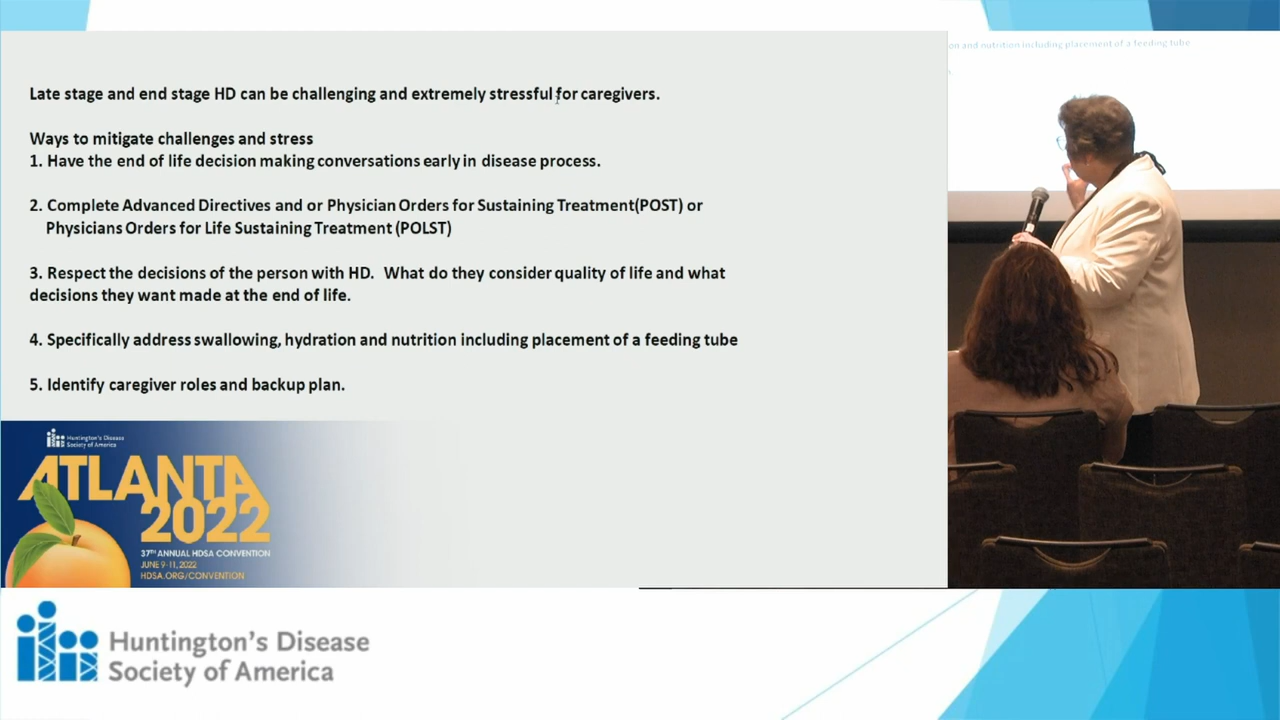 Late stage and end stage HD can be challenging and extremely stressful for caregivers.
Ways to mitigate challenges and stress
1. Have the end of life decision making conversations early in disease process.
2. Complete Advanced Directives and or Physician Orders for Sustaining Treatment(POST) or
Physicians Orders for Life Sustaining Treatment (POLST)
3. Respect the decisions of the person with HD. What do they consider quality of life and what
decisions they want made at the end of life.
4. Specifically address swallowing, hydration and nutrition including placement of a feeding tube
5. Identify caregiver roles and backup plan.
Huntington's Disease
Society of America
ATLANTA
2022
37TH ANNUAL HDSA CONVENTION
JUNE 9-11, 2022
HDSA.ORG/CONVENTION
on and nutrition including placement of a feeding tube
Huntington's Disease
Society of America